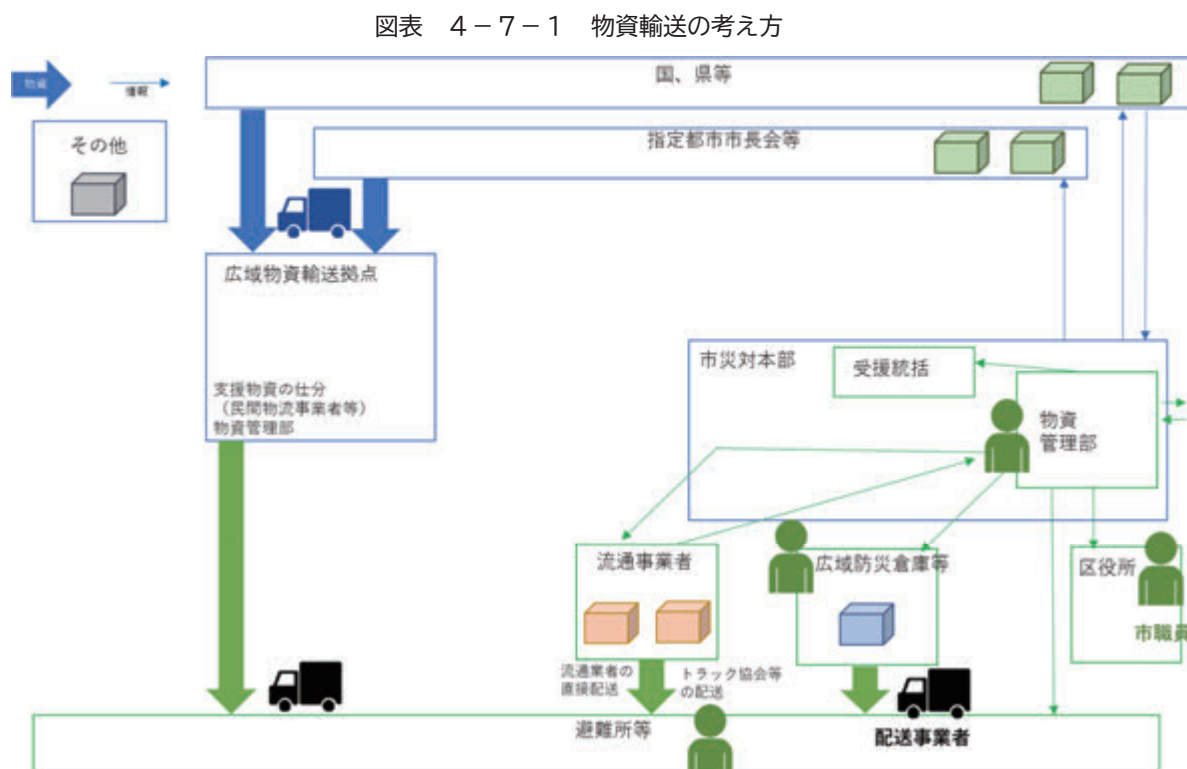 図表　４－７－１　物資輸送の考え方
物資
情報
国、県等
その他
指定都市市長会等
広域物資輸送拠点
支援物資の仕分
（民間物流事業者等）
物資管理部
市災対本部
受援統括
物資
管理部
流通事業者
広域防災倉庫等
区役所
市職員
流通業者の
直接配送
トラック協会等
の配送
避難所等
配送事業者